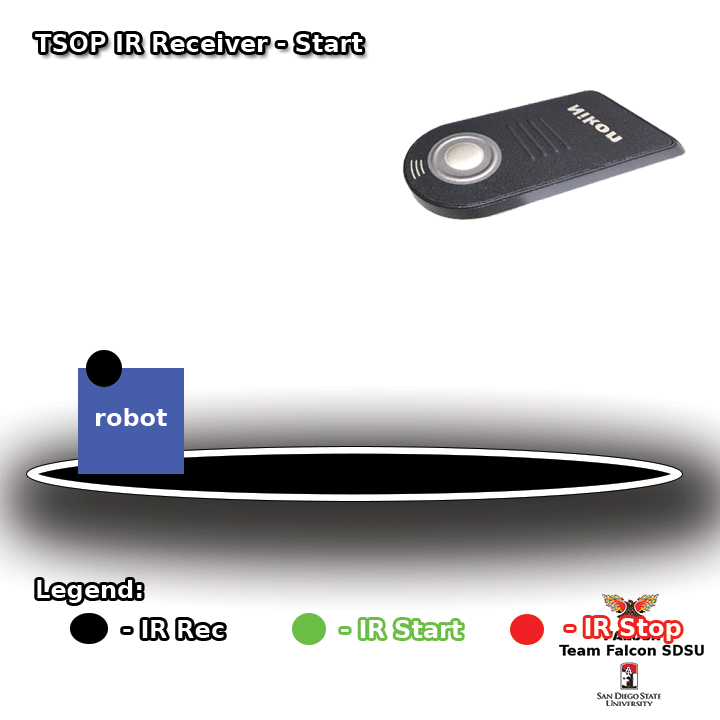 TSOP IR Receiver - Start
Nikon
robot
Legend:
- IR Rec
- IR Start
- IR Stop
Team Falcon SDSU
SAN DIEGO STATE
UNIVERSITY